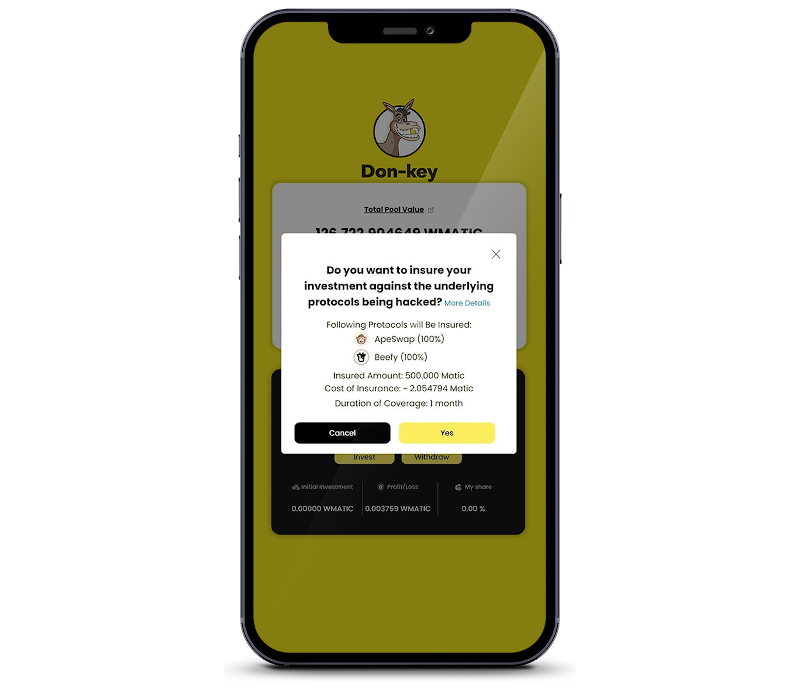 Don-key
Total Pool Value
126,722.904649 WMATIC
Do you want to insure your
investment against the underlying
protocols being hacked? More Details
Following Protocols will Be Insured:
ApeSwap (100%)
Beefy (100%)
Insured Amount: 500,000 Matic
Cost of Insurance: ~ 2.054794 Matic
Duration of Coverage: 1 month
Cancel Yes
Invest Withdraw
Initial Investment Profit/Loss My share
0.00000 WMATIC 0.003759 WMATIC 0.00 %